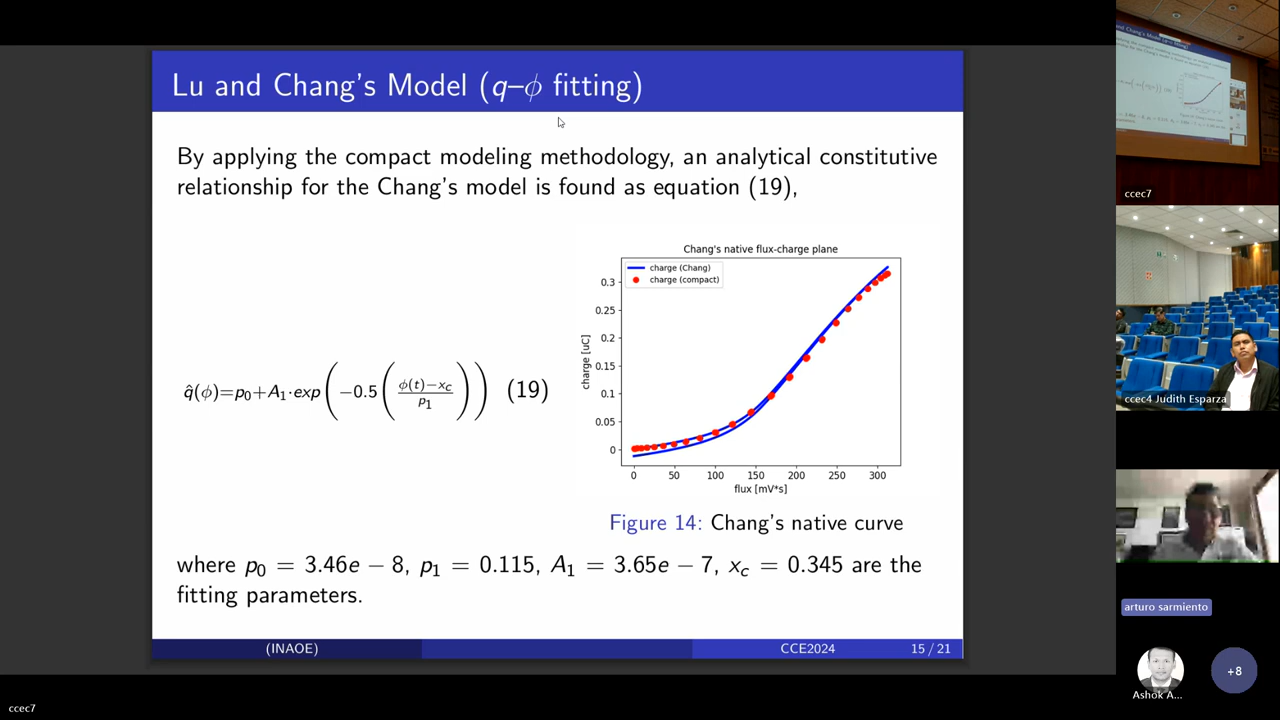 Lu and Chang's Model (q–ϕ fitting)
By applying the compact modeling methodology, an analytical constitutive
relationship for the Chang's model is found as equation (19),
q̂(ϕ)=p₀+A₁·exp(−0.5(ϕ(t)−x_c/p₁)) (19)
Chang's native flux-charge plane
charge (Chang)
charge (compact)
charge [uC]
0.3
0.25
0.2
0.15
0.1
0.05
0
0 50 100 150 200 250 300
flux [mV*s]
Figure 14: Chang's native curve
where p₀ = 3.46e − 8, p₁ = 0.115, A₁ = 3.65e − 7, x_c = 0.345 are the
fitting parameters.
(INAOE) CCE2024 15 / 21
ccec7
ccec7
ccec4 Judith Esparza
arturo sarmiento
Ashok A...
+8